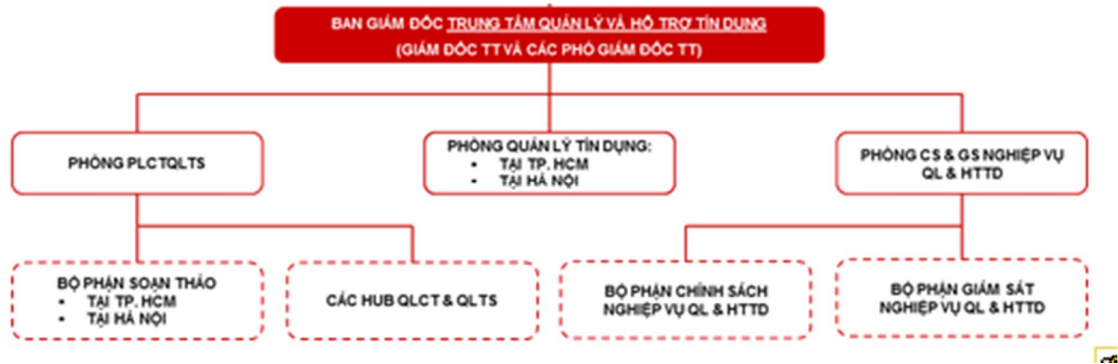 BAN GIÁM ĐỐC TRUNG TÂM QUẢN LÝ VÀ HỖ TRỢ TÍN DỤNG
(GIÁM ĐỐC TT VÀ CÁC PHÓ GIÁM ĐỐC TT)
PHÒNG PLCTQLTS
PHÒNG QUẢN LÝ TÍN DỤNG:
▪ TẠI TP. HCM
▪ TẠI HÀ NỘI
PHÒNG CS & GS NGHIỆP VỤ
QL & HTTD
BỘ PHẬN SOẠN THẢO
▪ TẠI TP. HCM
▪ TẠI HÀ NỘI
CÁC HUB QLCT & QLTS
BỘ PHẬN CHÍNH SÁCH
NGHIỆP VỤ QL & HTTD
BỘ PHẬN GIÁM SÁT
NGHIỆP VỤ QL & HTTD